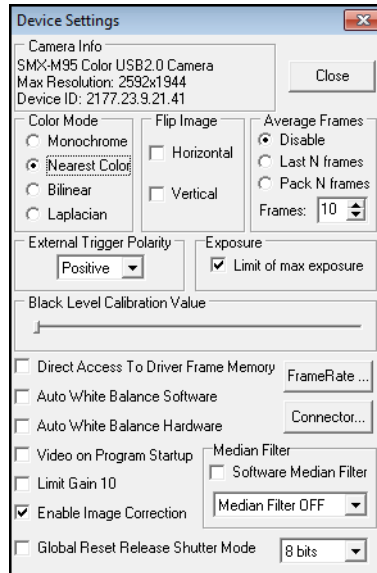 Device Settings
Camera Info
SMX-M95 Color USB2.0 Camera
Max Resolution: 2592x1944
Device ID: 2177.23.9.21.41
Close
Color Mode
Monochrome
Nearest Color
Bilinear
Laplacian
Flip Image
Horizontal
Vertical
Average Frames
Disable
Last N frames
Pack N frames
Frames: 10
External Trigger Polarity
Positive
Exposure
Limit of max exposure
Black Level Calibration Value
Direct Access To Driver Frame Memory
FrameRate ...
Auto White Balance Software
Auto White Balance Hardware
Connector...
Video on Program Startup
Limit Gain 10
Enable Image Correction
Median Filter
Software Median Filter
Median Filter OFF
Global Reset Release Shutter Mode
8 bits